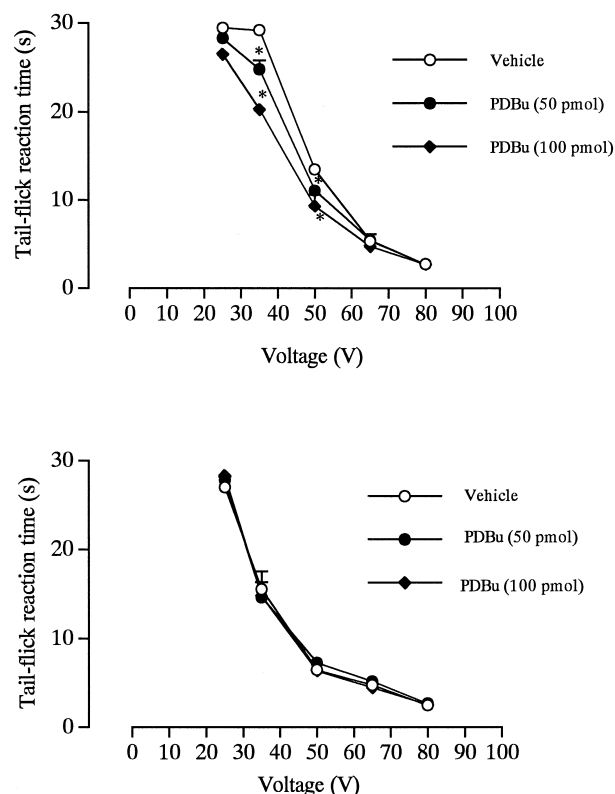 30
20
10
0
Tail-flick reaction time (s)
*
*
*
*
Vehicle
PDBu (50 pmol)
PDBu (100 pmol)
0 10 20 30 40 50 60 70 80 90 100
Voltage (V)
30
20
10
0
Tail-flick reaction time (s)
Vehicle
PDBu (50 pmol)
PDBu (100 pmol)
0 10 20 30 40 50 60 70 80 90 100
Voltage (V)